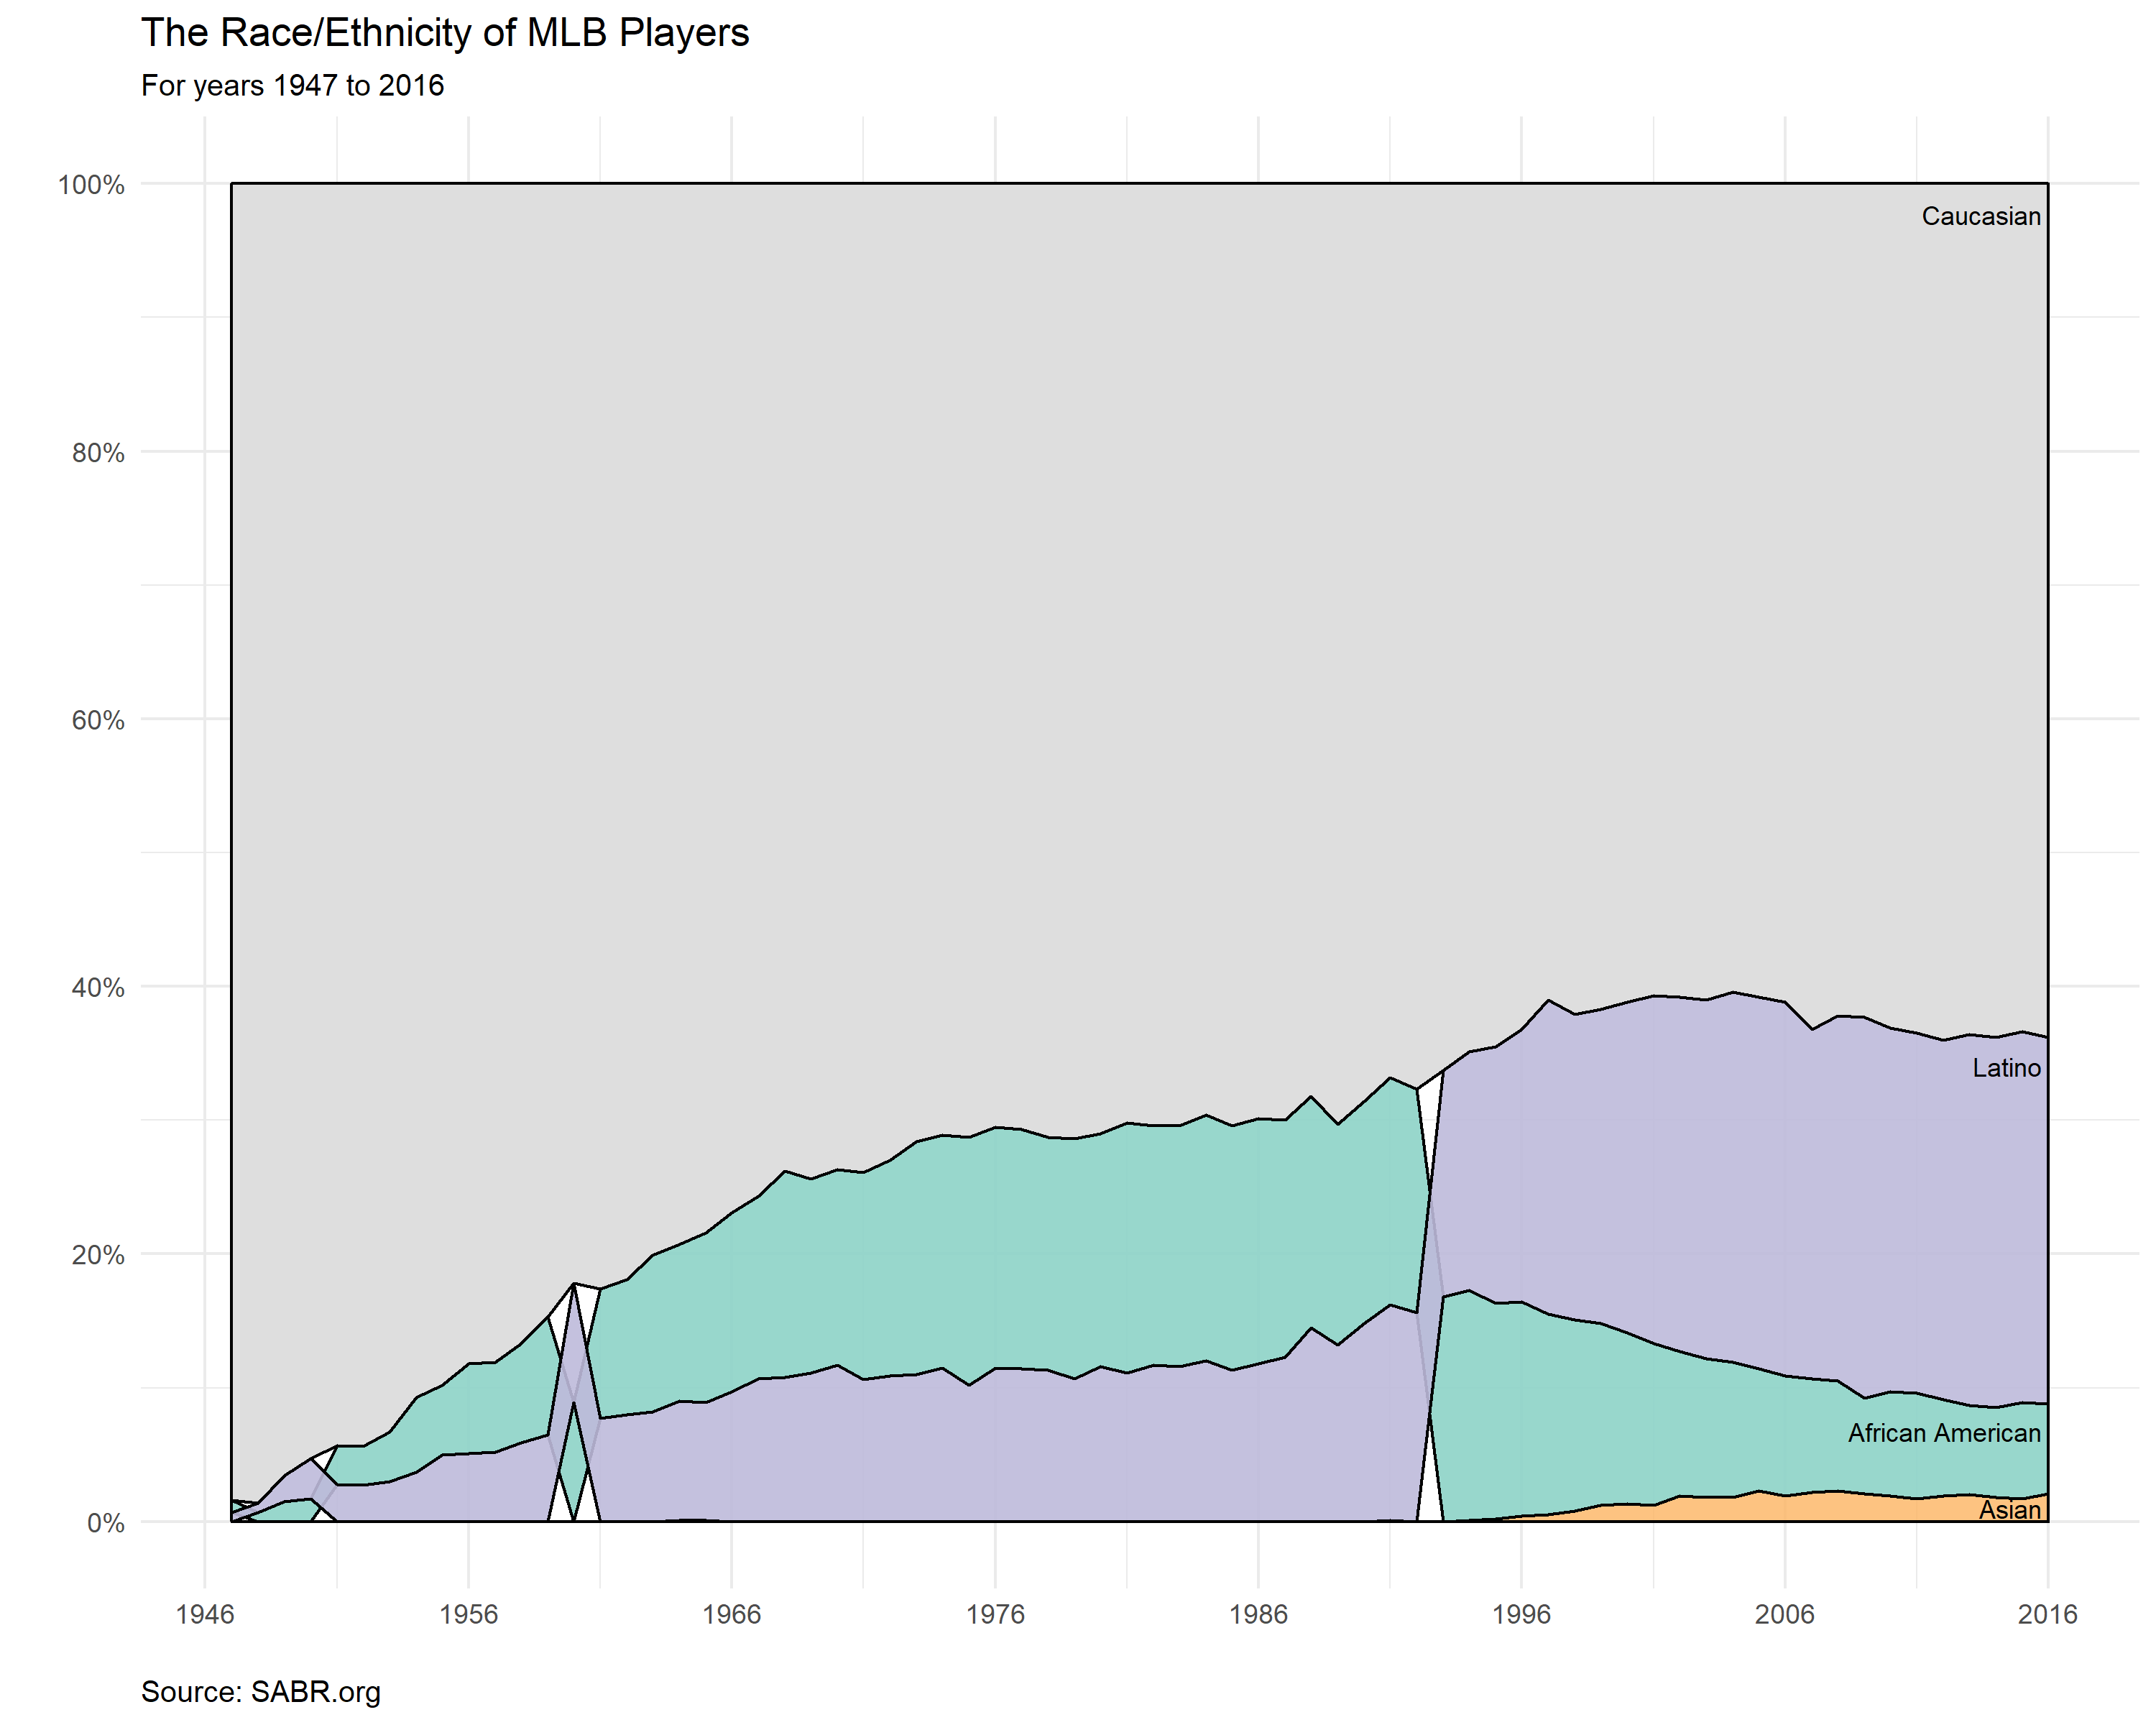 The Race/Ethnicity of MLB Players
For years 1947 to 2016
100%
80%
60%
40%
20%
0%
Caucasian
Latino
African American
Asian
1946 1956 1966 1976 1986 1996 2006 2016
Source: SABR.org